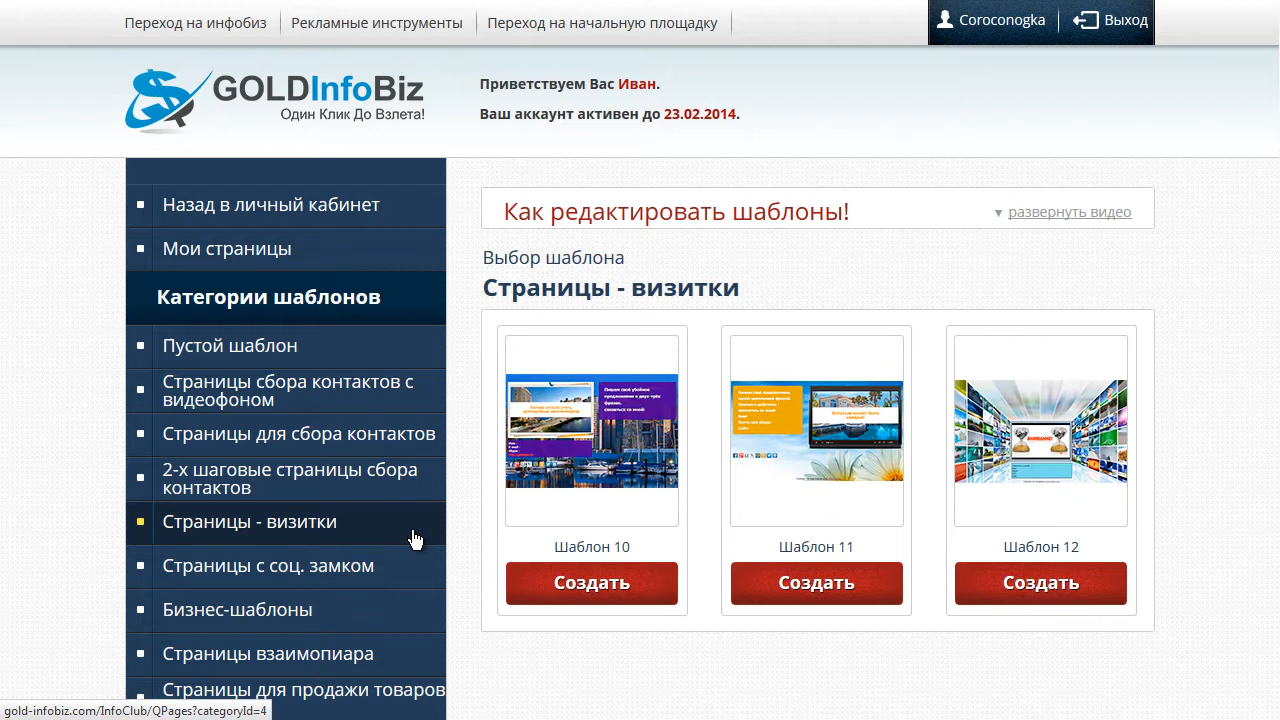 Переход на инфобиз
Рекламные инструменты
Переход на начальную площадку
Coroconogka
Выход
GOLDInfoBiz
Один Клик До Взлета!
Приветствуем Вас Иван.
Ваш аккаунт активен до 23.02.2014.
Назад в личный кабинет
Мои страницы
Категории шаблонов
Пустой шаблон
Страницы сбора контактов с
видеофоном
Страницы для сбора контактов
2-х шаговые страницы сбора
контактов
Страницы - визитки
Страницы с соц. замком
Бизнес-шаблоны
Страницы взаимопиара
Страницы для продажи товаров
gold-infobiz.com/InfoClub/QPages?categoryId=4
Как редактировать шаблоны!
▼ развернуть видео
Выбор шаблона
Страницы - визитки
ВНИМАНИЕ!
Шаблон 10
Шаблон 11
Шаблон 12
Создать
Создать
Создать